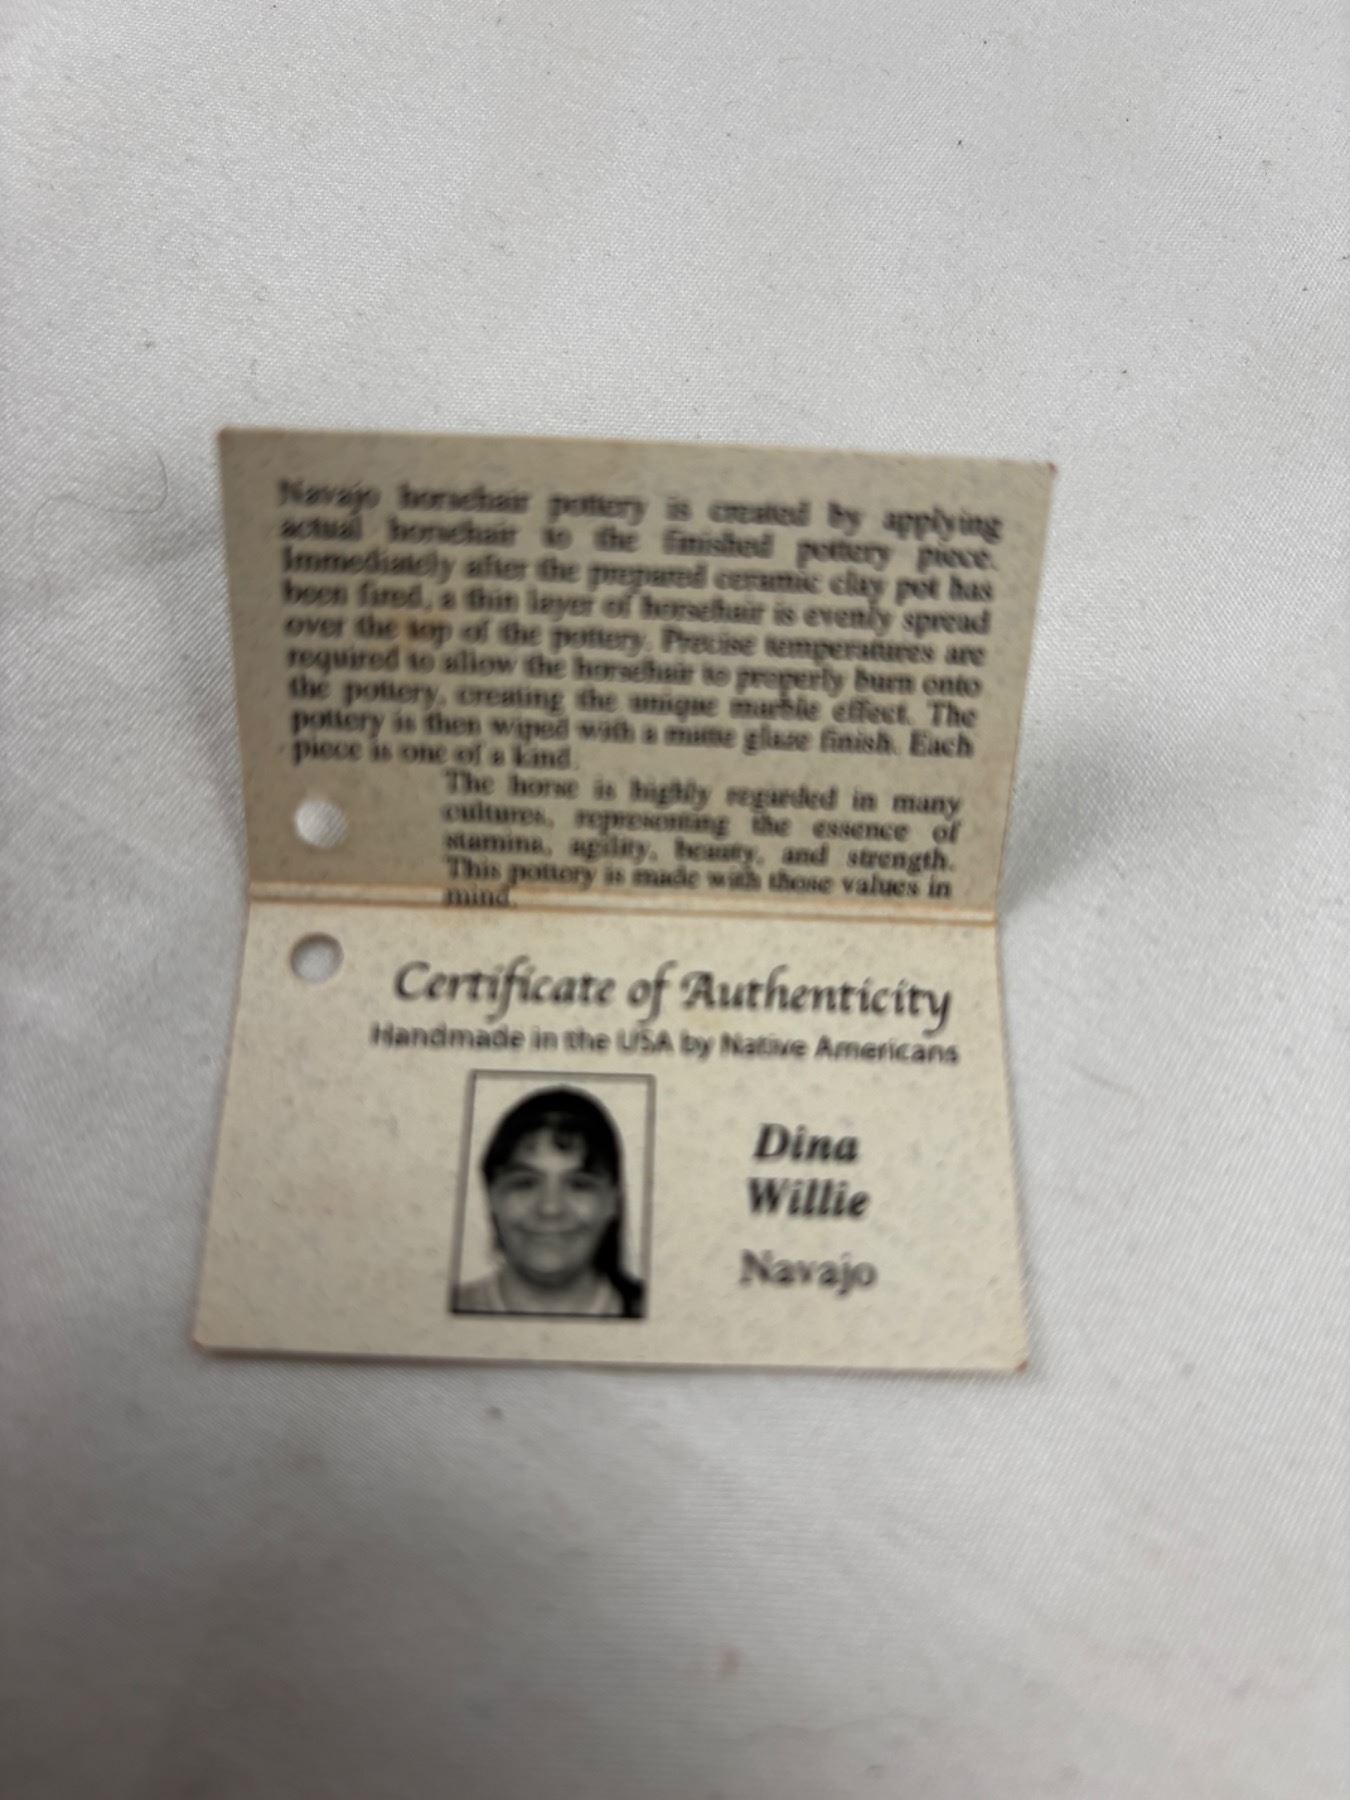 Navajo horsehair pottery is created by applying
actual horsehair to the finished pottery piece.
Immediately after the prepared ceramic clay pot has
been fired, a thin layer of horsehair is evenly spread
over the top of the pottery. Precise temperatures are
required to allow the horsehair to properly burn onto
the pottery, creating the unique marble effect. The
pottery is then wiped with a matte glaze finish. Each
piece is one of a kind.
The horse is highly regarded in many
cultures, representing the essence of
stamina, agility, beauty, and strength.
This pottery is made with those values in
mind.
Certificate of Authenticity
Handmade in the USA by Native Americans
Dina
Willie
Navajo